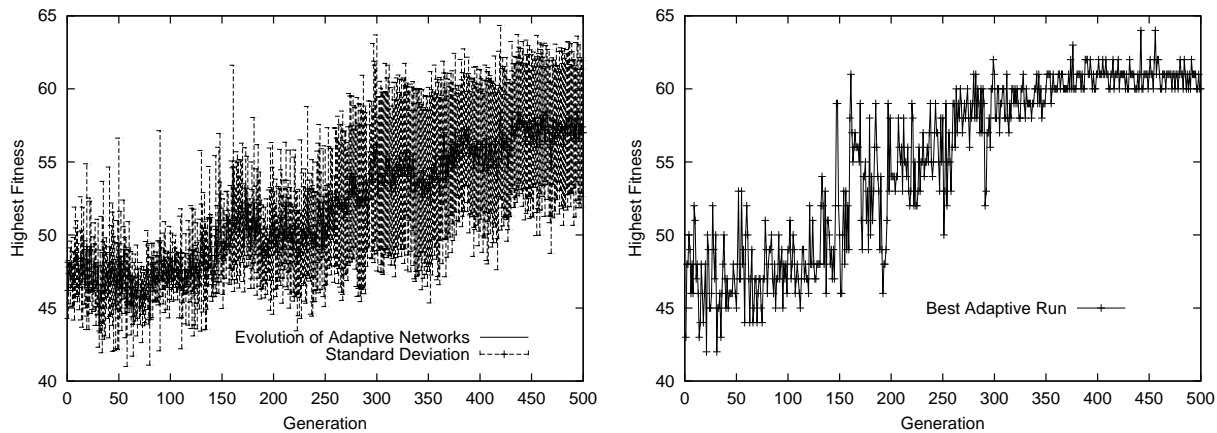 65
60
55
50
45
40
Highest Fitness
0 50 100 150 200 250 300 350 400 450 500
Generation
Evolution of Adaptive Networks
Standard Deviation
65
60
55
50
45
40
Highest Fitness
0 50 100 150 200 250 300 350 400 450 500
Generation
Best Adaptive Run